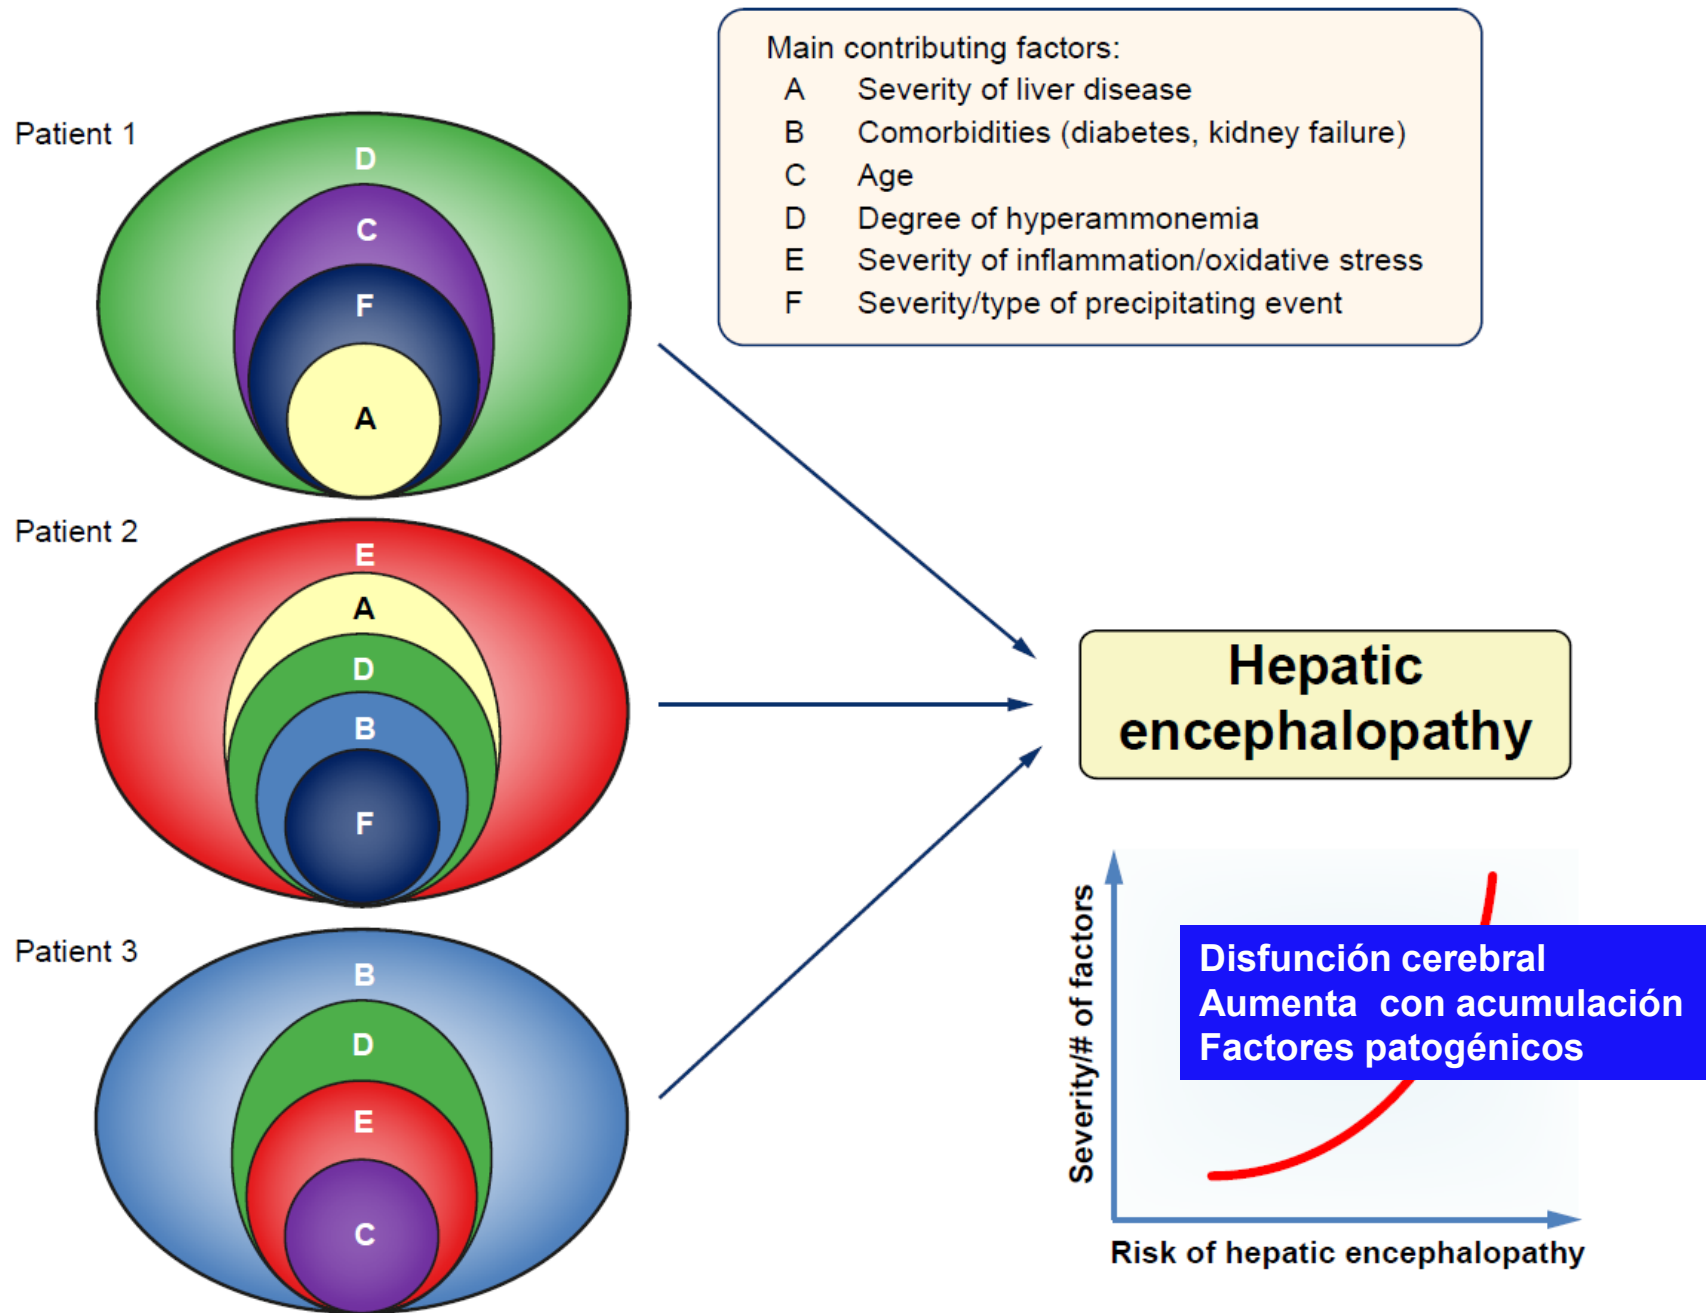 Main contributing factors:
A Severity of liver disease
B Comorbidities (diabetes, kidney failure)
C Age
D Degree of hyperammonemia
E Severity of inflammation/oxidative stress
F Severity/type of precipitating event
Patient 1
D
C
F
A
Patient 2
E
A
D
B
F
Patient 3
B
D
E
C
Hepatic
encephalopathy
Severity/# of factors
Disfunción cerebral
Aumenta  con acumulación
Factores patogénicos
Risk of hepatic encephalopathy